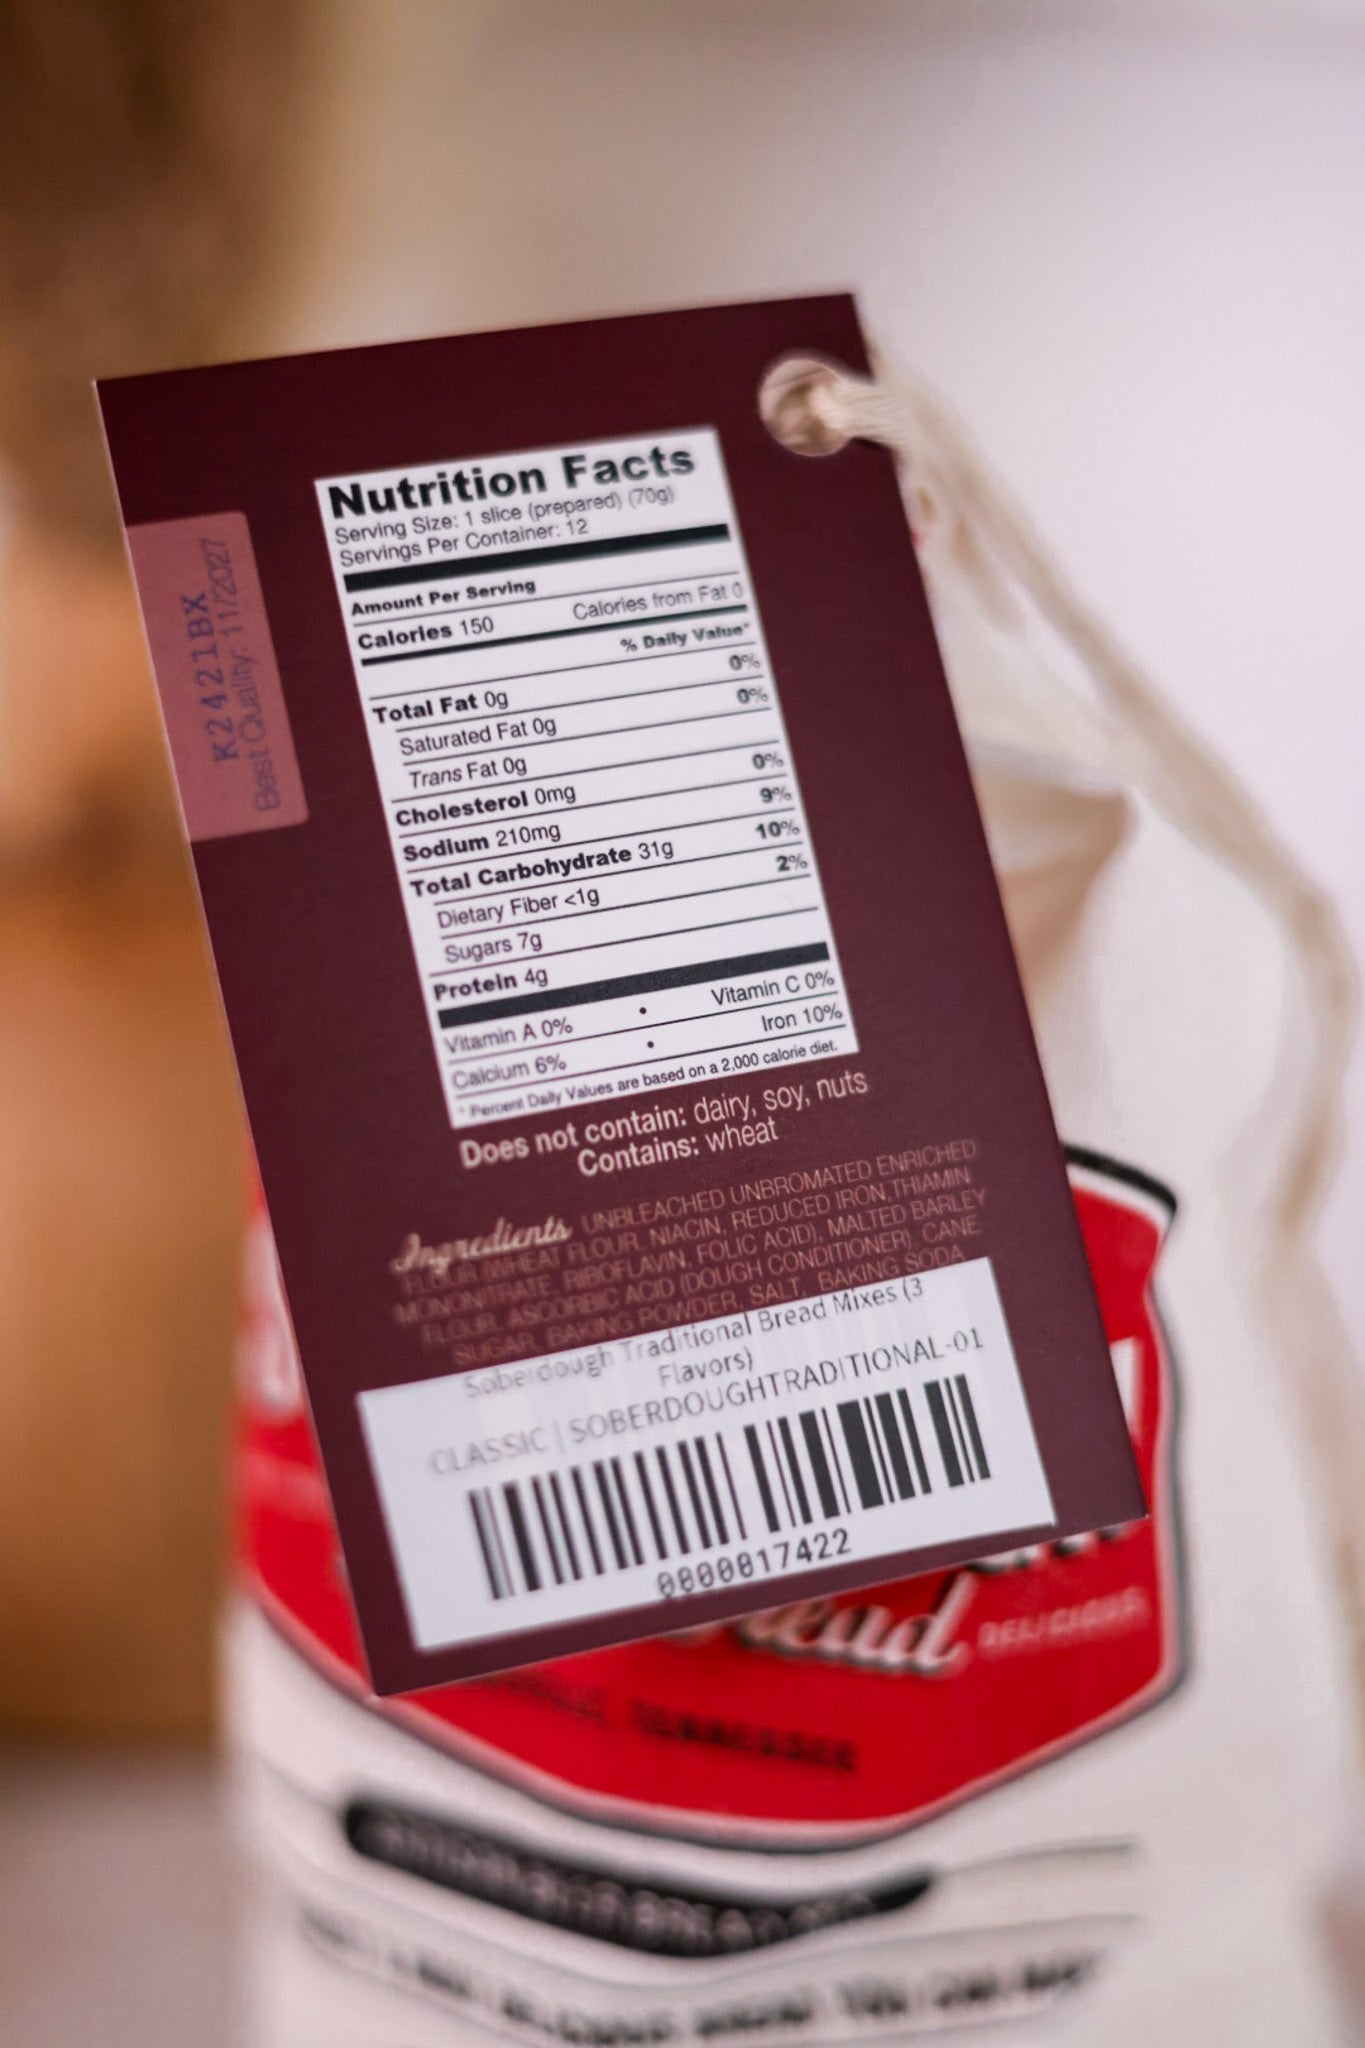 K2421BX
Best Quality: 11/2027
Nutrition Facts
Serving Size: 1 slice (prepared) (70g)
Servings Per Container: 12
Amount Per Serving
Calories 150 Calories from Fat 0
% Daily Value*
Total Fat 0g 0%
Saturated Fat 0g 0%
Trans Fat 0g
Cholesterol 0mg 0%
Sodium 210mg 9%
Total Carbohydrate 31g 10%
Dietary Fiber <1g 2%
Sugars 7g
Protein 4g
Vitamin A 0% • Vitamin C 0%
Calcium 6% • Iron 10%
* Percent Daily Values are based on a 2,000 calorie diet.
Does not contain: dairy, soy, nuts
Contains: wheat
Ingredients UNBLEACHED UNBROMATED ENRICHED
FLOUR (WHEAT FLOUR, NIACIN, REDUCED IRON, THIAMIN
MONONITRATE, RIBOFLAVIN, FOLIC ACID), MALTED BARLEY
FLOUR, ASCORBIC ACID (DOUGH CONDITIONER), CANE
SUGAR, BAKING POWDER, SALT, BAKING SODA
Soberdough Traditional Bread Mixes (3
Flavors)
CLASSIC | SOBERDOUGHTRADITIONAL-01
0000017422
DELICIOUS
TENNESSEE